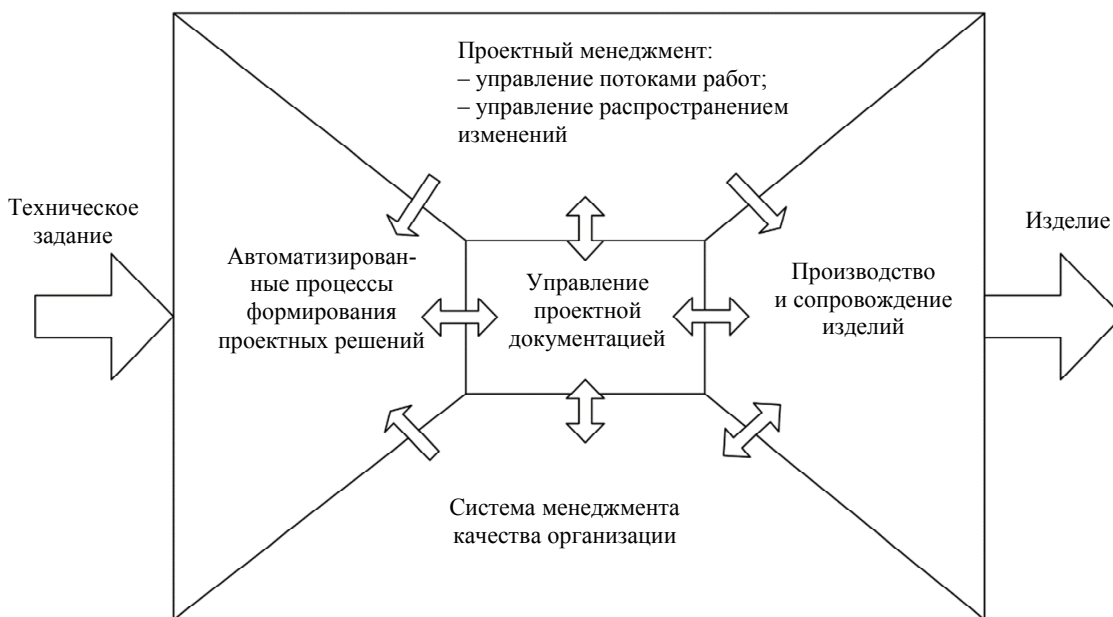 Проектный менеджмент:
– управление потоками работ;
– управление распространением
изменений
Техническое
задание
Автоматизирован-
ные процессы
формирования
проектных решений
Управление
проектной
документацией
Производство
и сопровождение
изделий
Изделие
Система менеджмента
качества организации